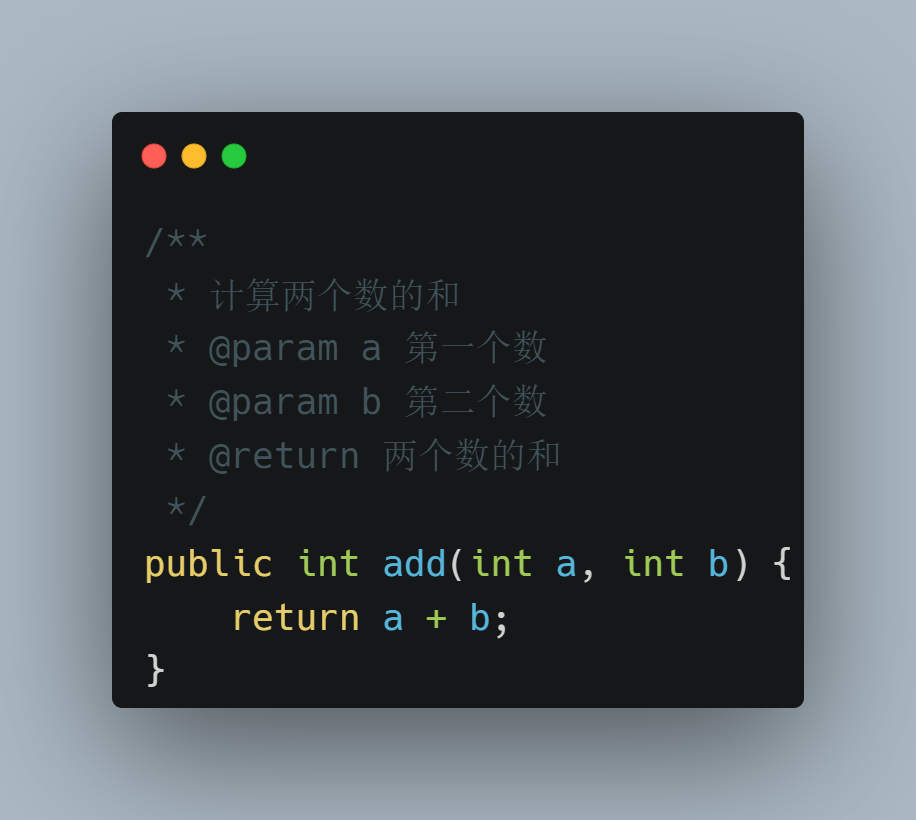 /**
 * 计算两个数的和
 * @param a 第一个数
 * @param b 第二个数
 * @return 两个数的和
 */
public int add(int a, int b) {
    return a + b;
}